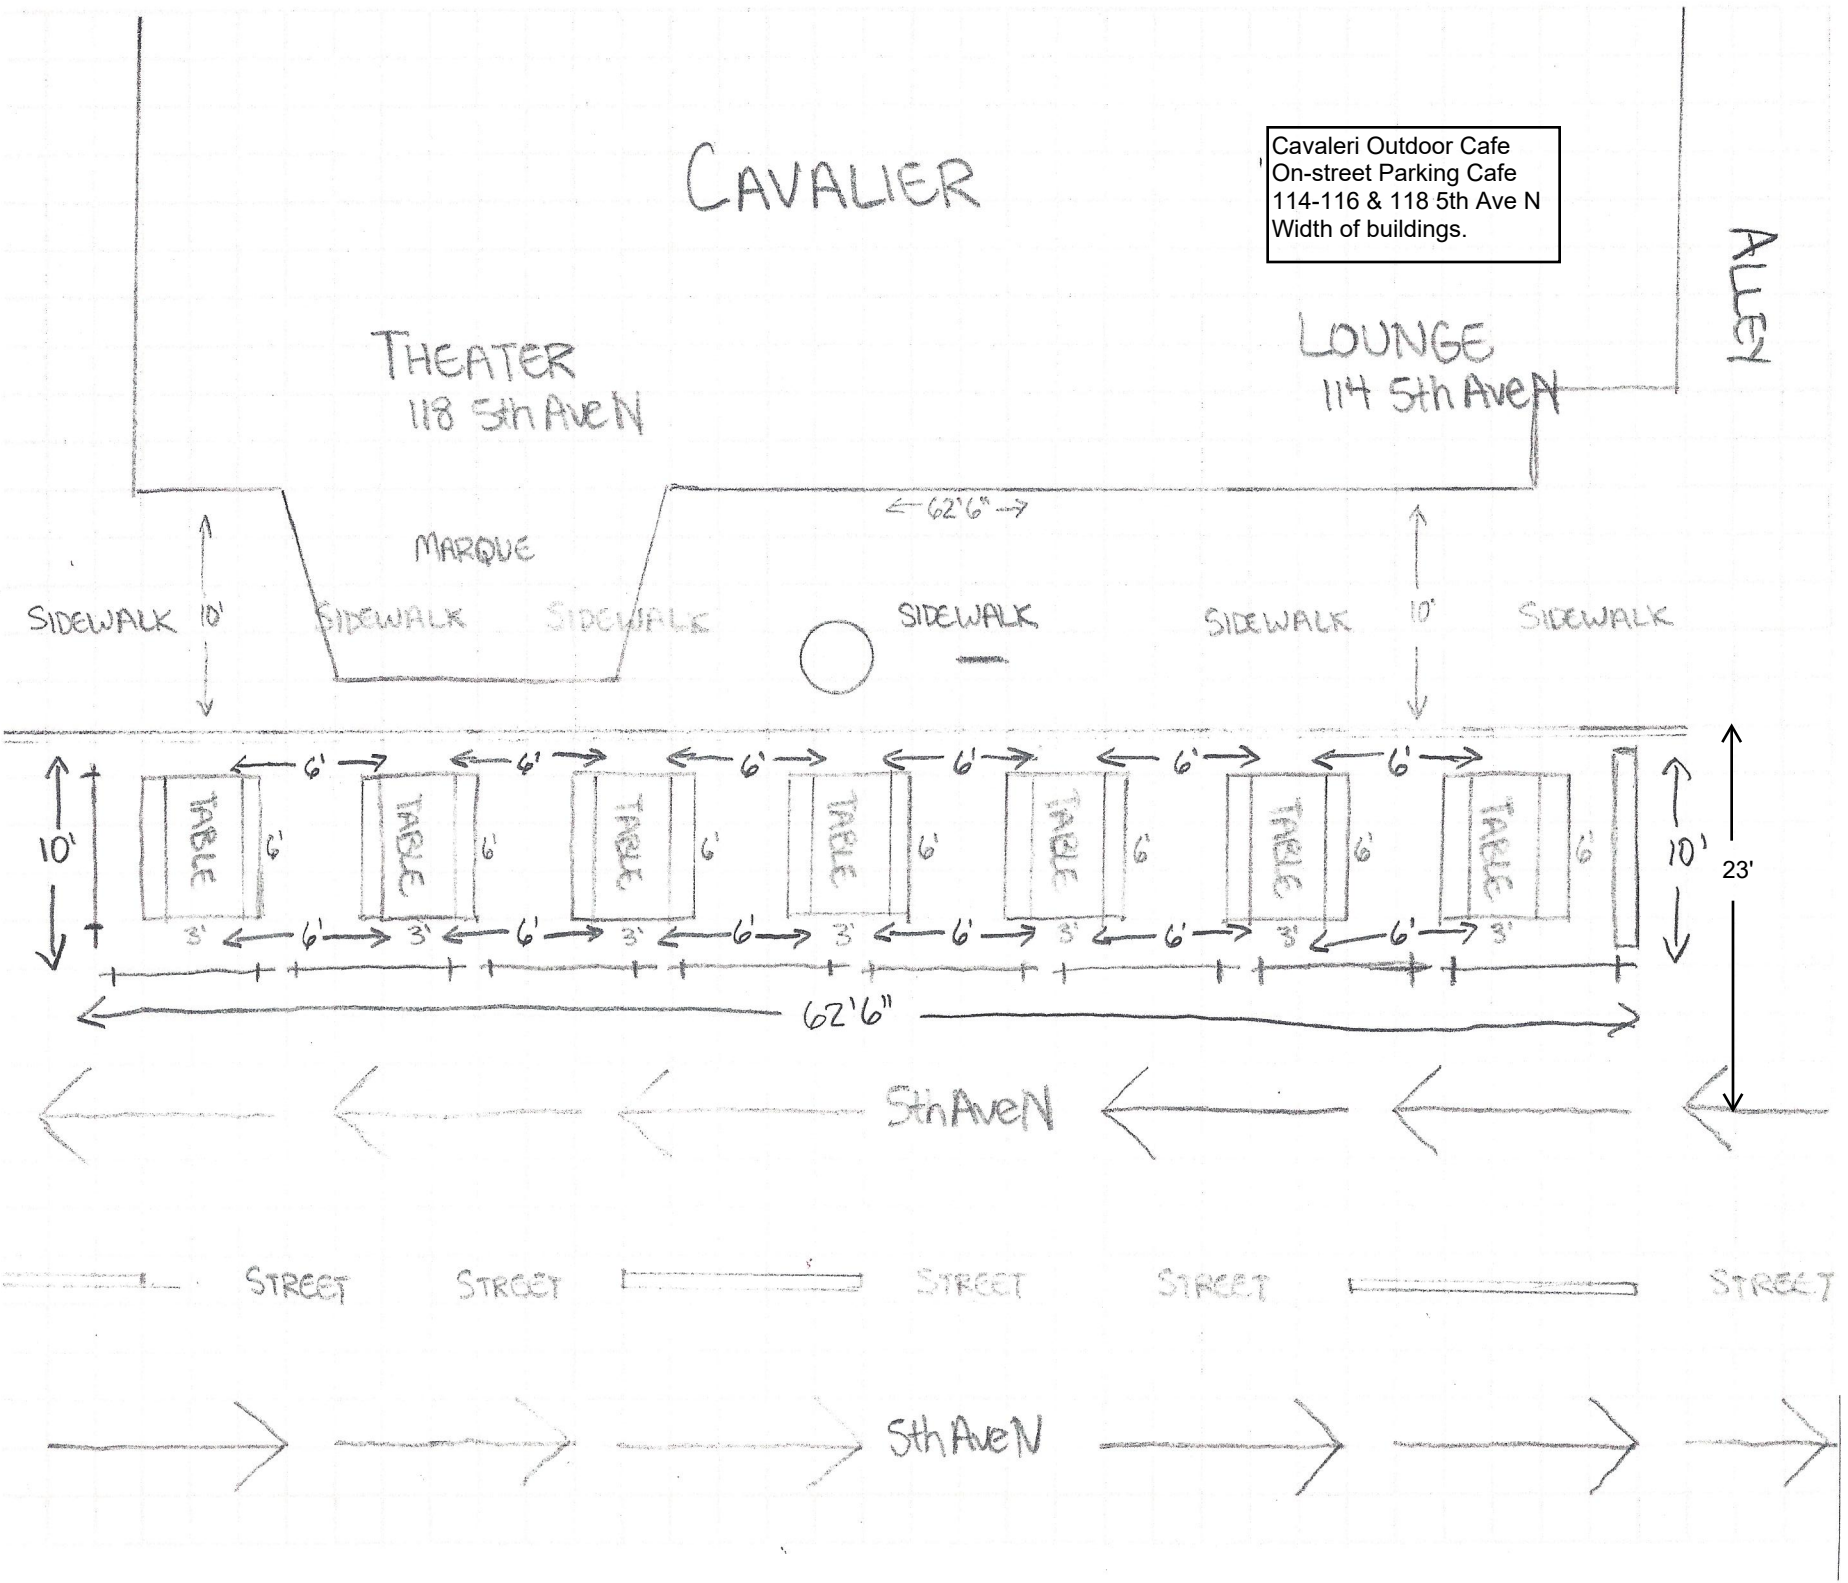 CAVALIER
Cavaleri Outdoor Cafe
On-street Parking Cafe
114-116 & 118 5th Ave N
Width of buildings.
ALLEY
THEATER
118 5th Ave N
LOUNGE
114 5th Ave N
62'6"
MARQUE
SIDEWALK 10' SIDEWALK SIDEWALK SIDEWALK SIDEWALK 10' SIDEWALK
6' 6' 6' 6' 6' 6'
10' TABLE 6' TABLE 6' TABLE 6' TABLE 6' TABLE 6' TABLE 6' TABLE 6' 10' 23'
3' 6' 3' 6' 3' 6' 3' 6' 3' 6' 3' 6' 3'
62'6"
5th Ave N
STREET STREET STREET STREET STREET
5th Ave N